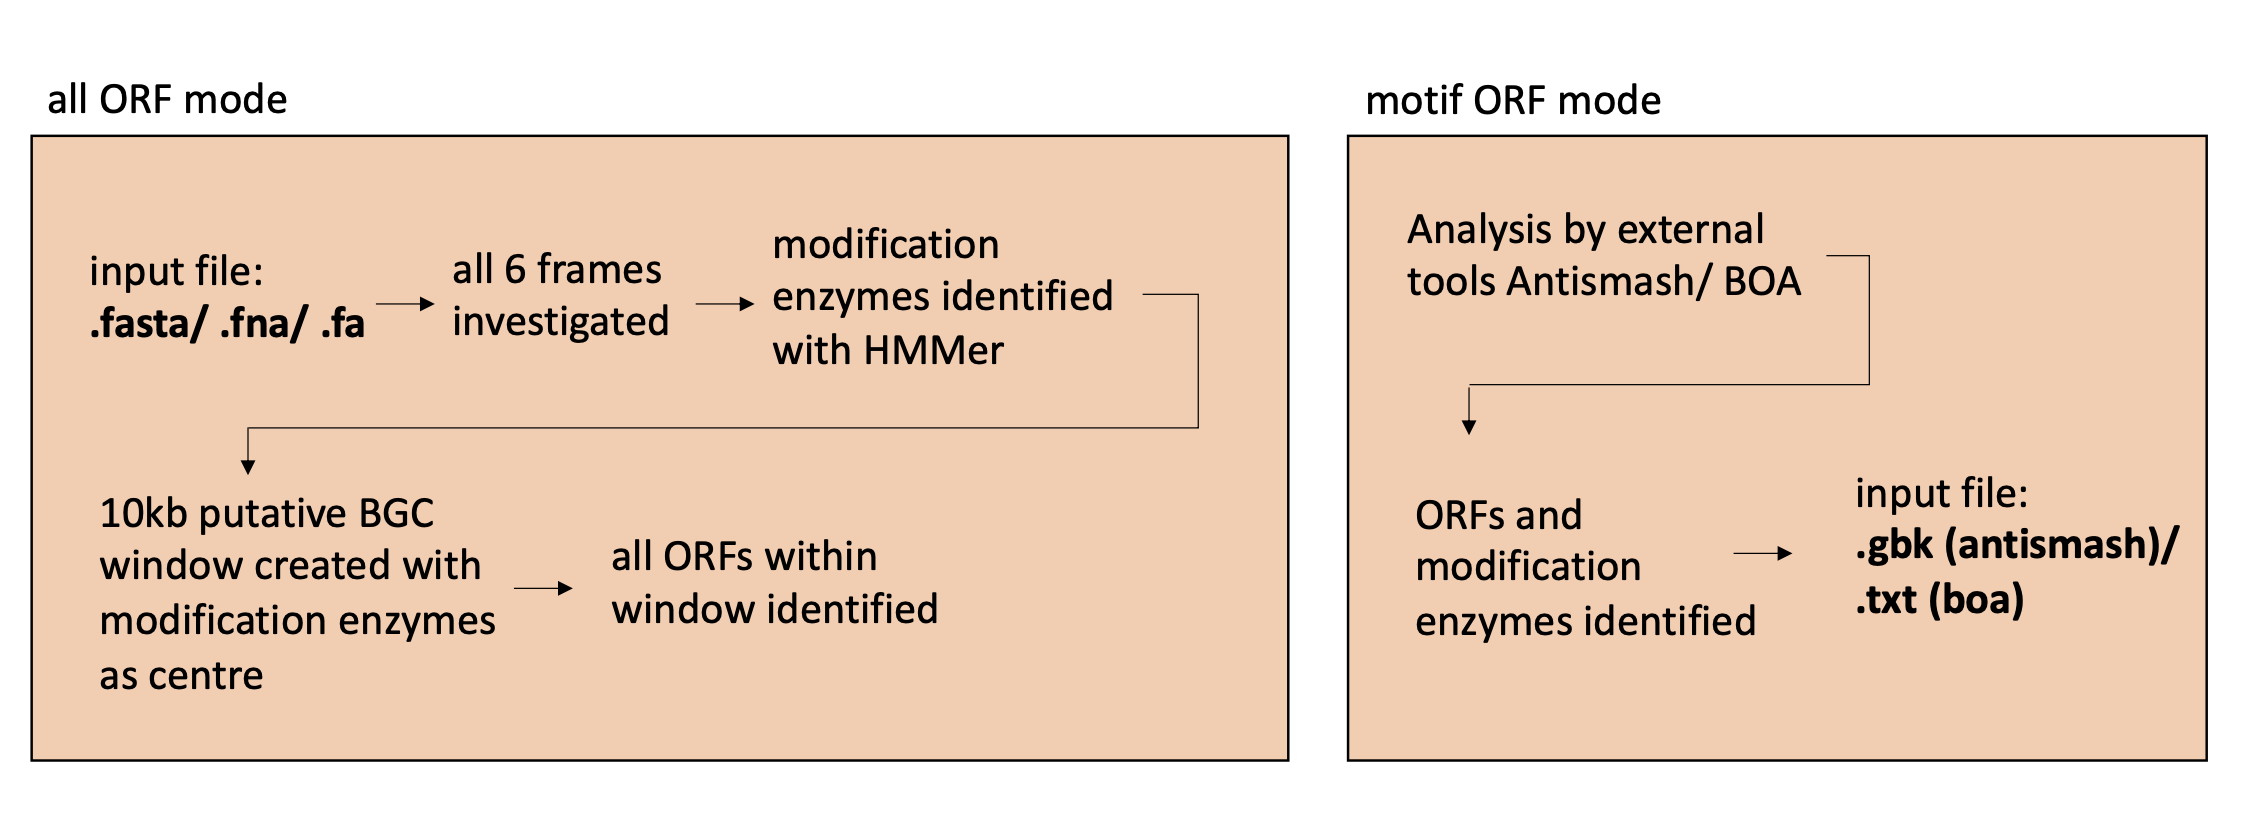 all ORF mode
input file:
.fasta/ .fna/ .fa
all 6 frames
investigated
modification
enzymes identified
with HMMer
10kb putative BGC
window created with
modification enzymes
as centre
all ORFs within
window identified
motif ORF mode
Analysis by external
tools Antismash/ BOA
ORFs and
modification
enzymes identified
input file:
.gbk (antismash)/
.txt (boa)